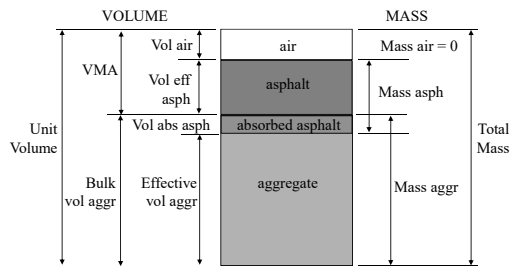 VOLUME
MASS
Vol air
air
Mass air = 0
VMA
Vol eff
asph
asphalt
Mass asph
Unit
Volume
Vol abs asph
absorbed asphalt
Total
Mass
Bulk
vol aggr
Effective
vol aggr
aggregate
Mass aggr